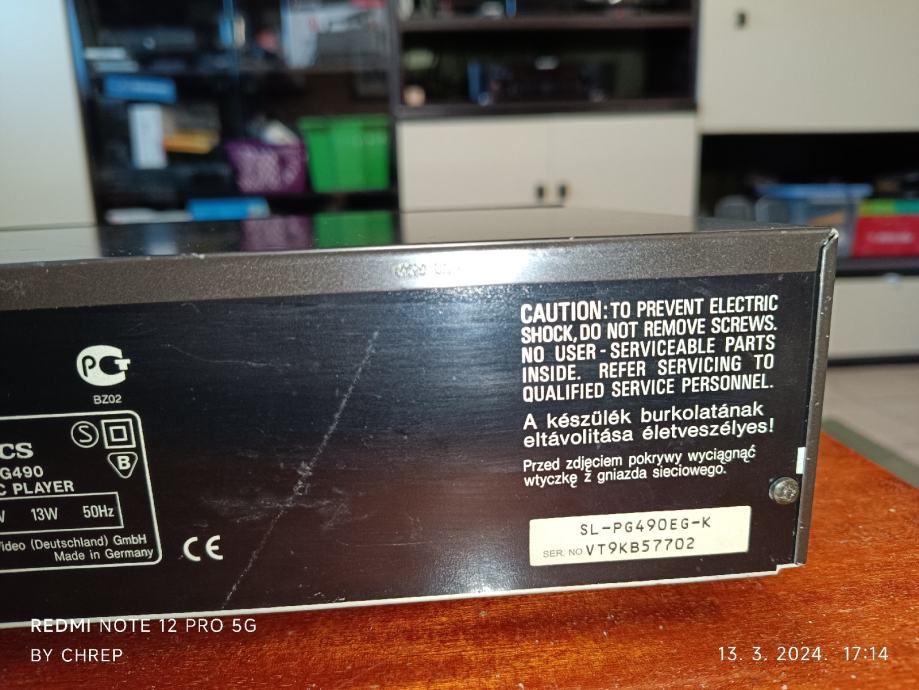 CAUTION: TO PREVENT ELECTRIC
SHOCK, DO NOT REMOVE SCREWS.
NO USER-SERVICEABLE PARTS
INSIDE. REFER SERVICING TO
QUALIFIED SERVICE PERSONNEL.
A készülék burkolatának
eltávolitása életveszélyes!
Przed zdjęciem pokrywy wyciągnąć
wtyczkę z gniazda sieciowego.
SL-PG490EG-K
SER. NO VT9KB57702
BZ02
S
B
CS
G490
C PLAYER
13W 50Hz
ideo (Deutschland) GmbH
Made in Germany
CE
REDMI NOTE 12 PRO 5G
BY CHREP
13. 3. 2024. 17:14